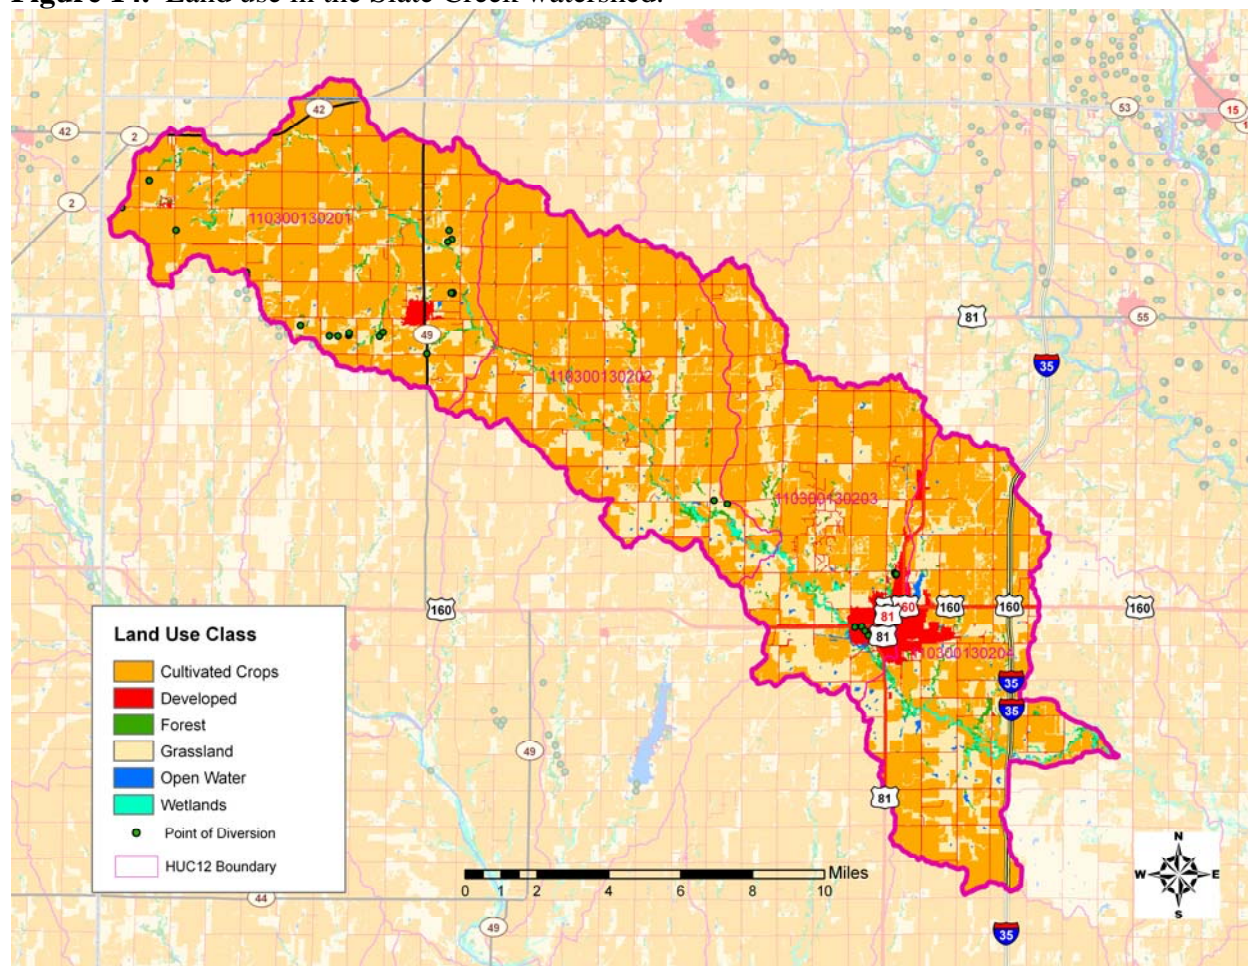 Figure 14. Land use in the Slate Creek watershed.
42
53
15
42
2
2
110300130201
81
55
49
35
110300130202
110300130203
160
160
160
160
160
81
81
110300130204
35
35
49
81
Land Use Class
Cultivated Crops
Developed
Forest
Grassland
Open Water
Wetlands
Point of Diversion
HUC12 Boundary
Miles
0 1 2 4 6 8 10
N
W E
S
44
49
35